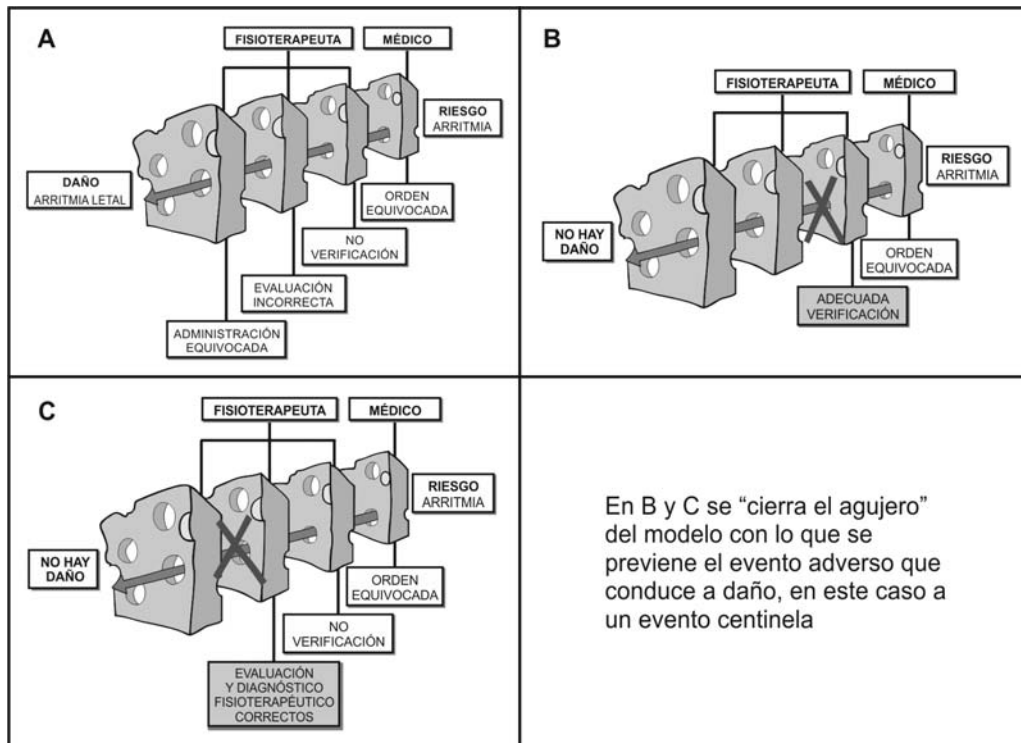 A
FISIOTERAPEUTA
MÉDICO
RIESGO
ARRITMIA
DAÑO
ARRITMIA LETAL
ORDEN
EQUIVOCADA
NO
VERIFICACIÓN
EVALUACIÓN
INCORRECTA
ADMINISTRACIÓN
EQUIVOCADA
B
FISIOTERAPEUTA
MÉDICO
RIESGO
ARRITMIA
NO HAY
DAÑO
ORDEN
EQUIVOCADA
ADECUADA
VERIFICACIÓN
C
FISIOTERAPEUTA
MÉDICO
RIESGO
ARRITMIA
NO HAY
DAÑO
ORDEN
EQUIVOCADA
NO
VERIFICACIÓN
EVALUACIÓN
Y DIAGNÓSTICO
FISIOTERAPÉUTICO
CORRECTOS
En B y C se “cierra el agujero”
del modelo con lo que se
previene el evento adverso que
conduce a daño, en este caso a
un evento centinela